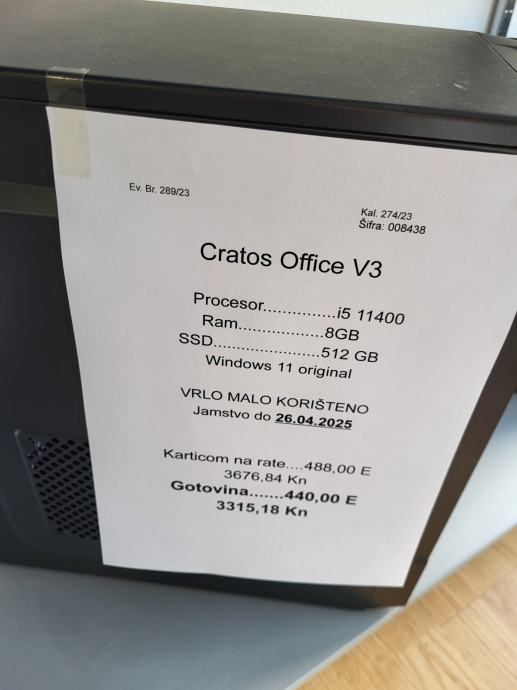 Ev. Br. 289/23
Kal. 274/23
Šifra: 008438
Cratos Office V3
Procesor...............i5 11400
Ram..................8GB
SSD.......................512 GB
Windows 11 original
VRLO MALO KORIŠTENO
Jamstvo do 26.04.2025
Karticom na rate....488,00 E
3676,84 Kn
Gotovina.......440,00 E
3315,18 Kn